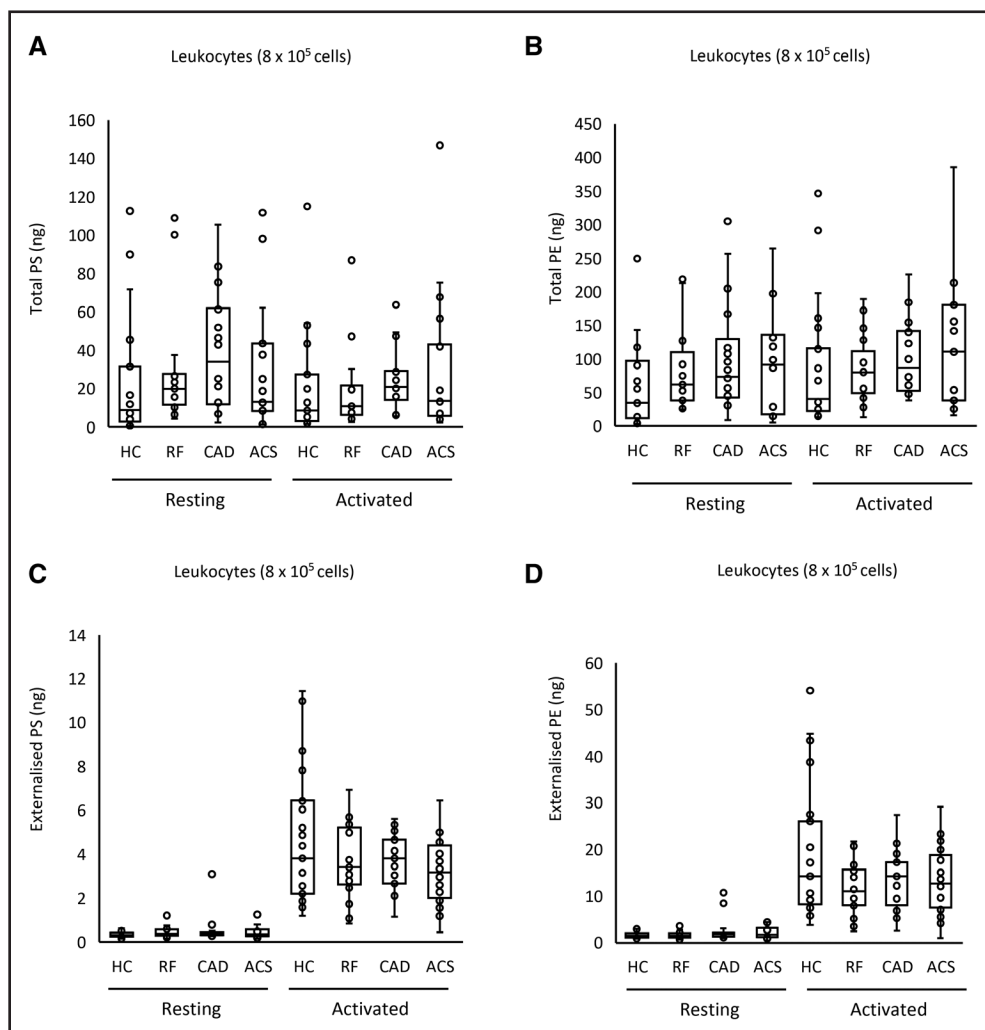 A
Leukocytes (8 x 10⁵ cells)
Total PS (ng)
160
140
120
100
80
60
40
20
0
HC RF CAD ACS HC RF CAD ACS
Resting Activated
B
Leukocytes (8 x 10⁵ cells)
Total PE (ng)
450
400
350
300
250
200
150
100
50
0
HC RF CAD ACS HC RF CAD ACS
Resting Activated
C
Leukocytes (8 x 10⁵ cells)
Externalised PS (ng)
14
12
10
8
6
4
2
0
HC RF CAD ACS HC RF CAD ACS
Resting Activated
D
Leukocytes (8 x 10⁵ cells)
Externalised PE (ng)
60
50
40
30
20
10
0
HC RF CAD ACS HC RF CAD ACS
Resting Activated